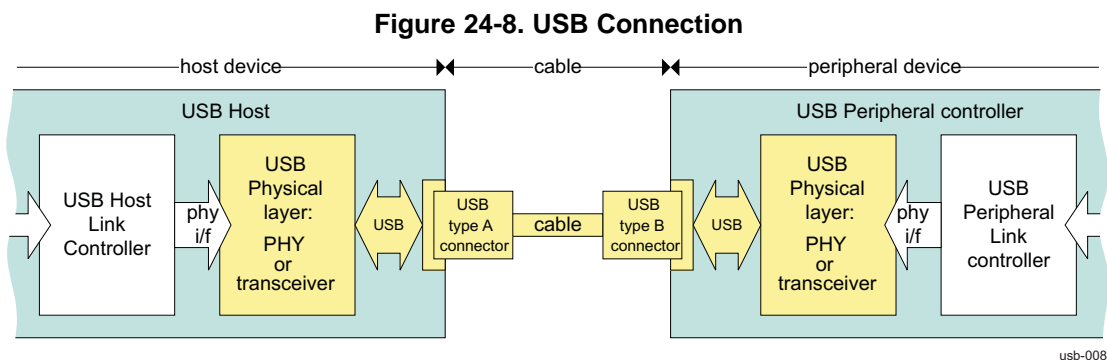 Figure 24-8. USB Connection
host device
cable
peripheral device
USB Host
USB Peripheral controller
USB Host
Link
Controller
phy
i/f
USB
Physical
layer:
PHY
or
transceiver
USB
USB
type A
connector
cable
USB
type B
connector
USB
USB
Physical
layer:
PHY
or
transceiver
phy
i/f
USB
Peripheral
Link
controller
usb-008